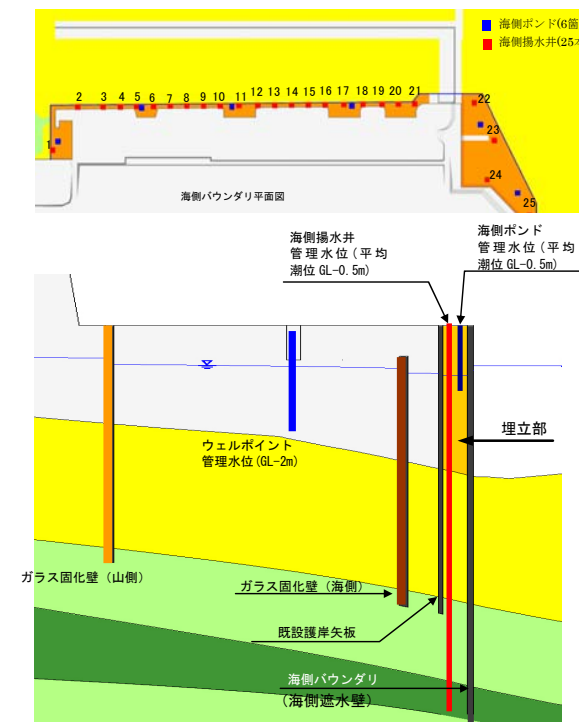 海側ポンド(6箇
海側揚水井(25本
2 3 4 5 6 7 8 9 10 11 12 13 14 15 16 17 18 19 20 21
22
23
1
24
25
海側バウンダリ平面図
海側揚水井
管理水位(平均
潮位 GL-0.5m)
海側ポンド
管理水位(平均
潮位 GL-0.5m)
埋立部
ウェルポイント
管理水位(GL-2m)
ガラス固化壁(山側)
ガラス固化壁(海側)
既設護岸矢板
海側バウンダリ
(海側遮水壁)